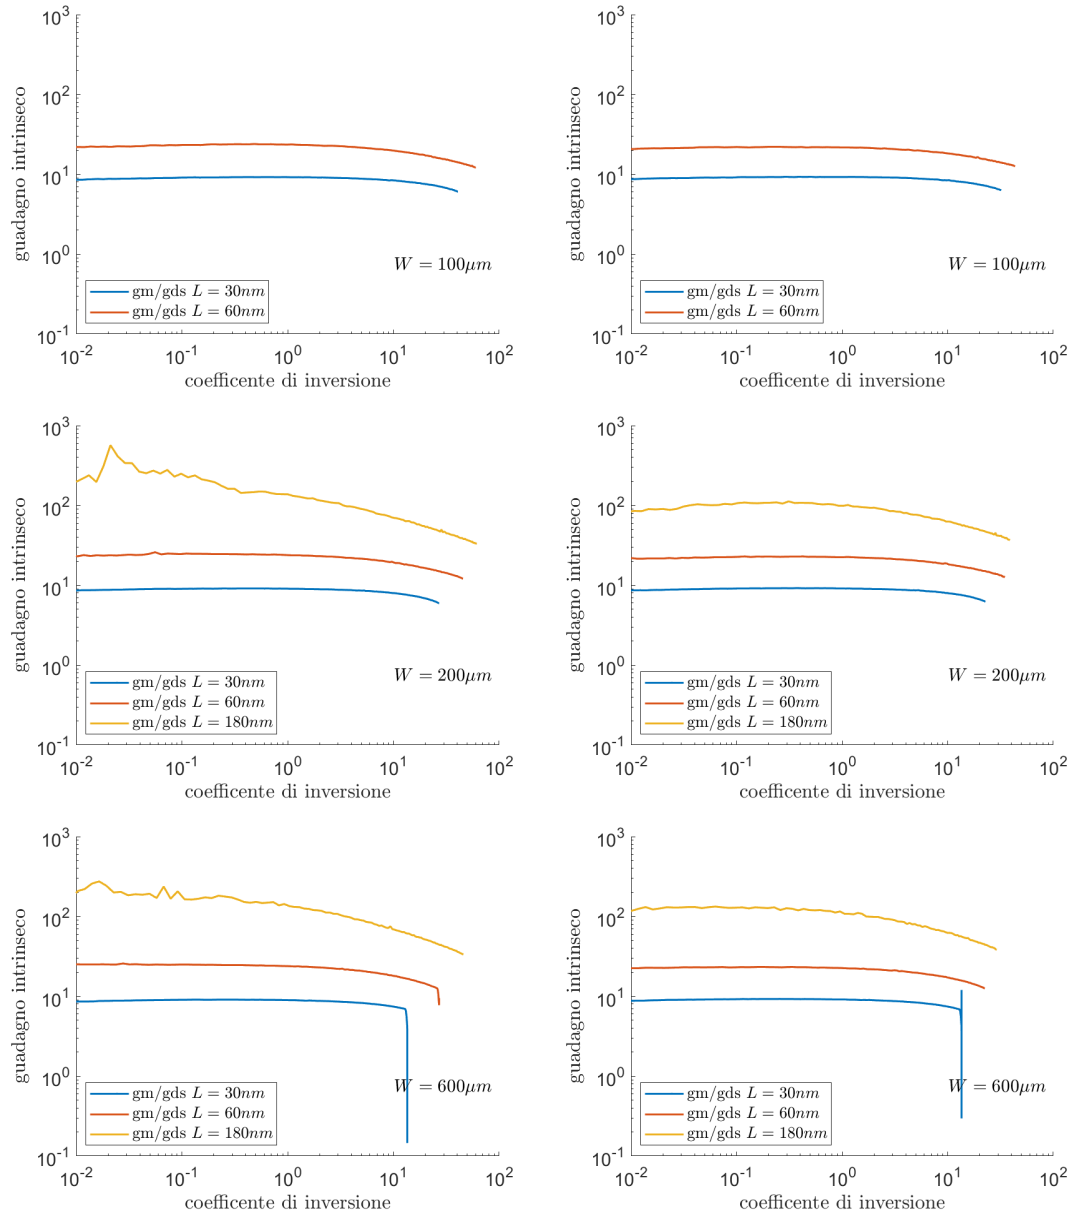 10^3
10^2
10^1
10^0
10^-1
guadagno intrinseco
W = 100μm
gm/gds L = 30nm
gm/gds L = 60nm
10^-2 10^-1 10^0 10^1 10^2
coefficente di inversione
10^3
10^2
10^1
10^0
10^-1
guadagno intrinseco
W = 100μm
gm/gds L = 30nm
gm/gds L = 60nm
10^-2 10^-1 10^0 10^1 10^2
coefficente di inversione
10^3
10^2
10^1
10^0
10^-1
guadagno intrinseco
W = 200μm
gm/gds L = 30nm
gm/gds L = 60nm
gm/gds L = 180nm
10^-2 10^-1 10^0 10^1 10^2
coefficente di inversione
10^3
10^2
10^1
10^0
10^-1
guadagno intrinseco
W = 200μm
gm/gds L = 30nm
gm/gds L = 60nm
gm/gds L = 180nm
10^-2 10^-1 10^0 10^1 10^2
coefficente di inversione
10^3
10^2
10^1
10^0
10^-1
guadagno intrinseco
W = 600μm
gm/gds L = 30nm
gm/gds L = 60nm
gm/gds L = 180nm
10^-2 10^-1 10^0 10^1 10^2
coefficente di inversione
10^3
10^2
10^1
10^0
10^-1
guadagno intrinseco
W = 600μm
gm/gds L = 30nm
gm/gds L = 60nm
gm/gds L = 180nm
10^-2 10^-1 10^0 10^1 10^2
coefficente di inversione